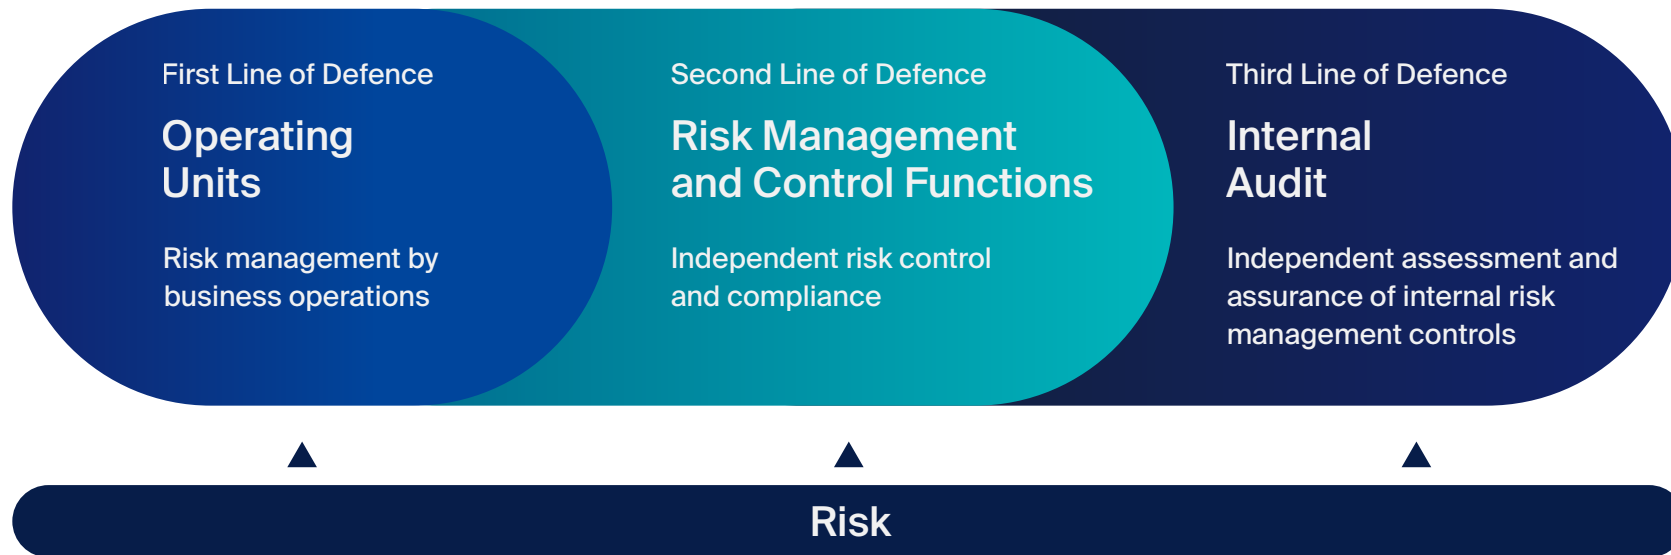 First Line of Defence
Operating
Units
Risk management by
business operations
Second Line of Defence
Risk Management
and Control Functions
Independent risk control
and compliance
Third Line of Defence
Internal
Audit
Independent assessment and
assurance of internal risk
management controls
Risk